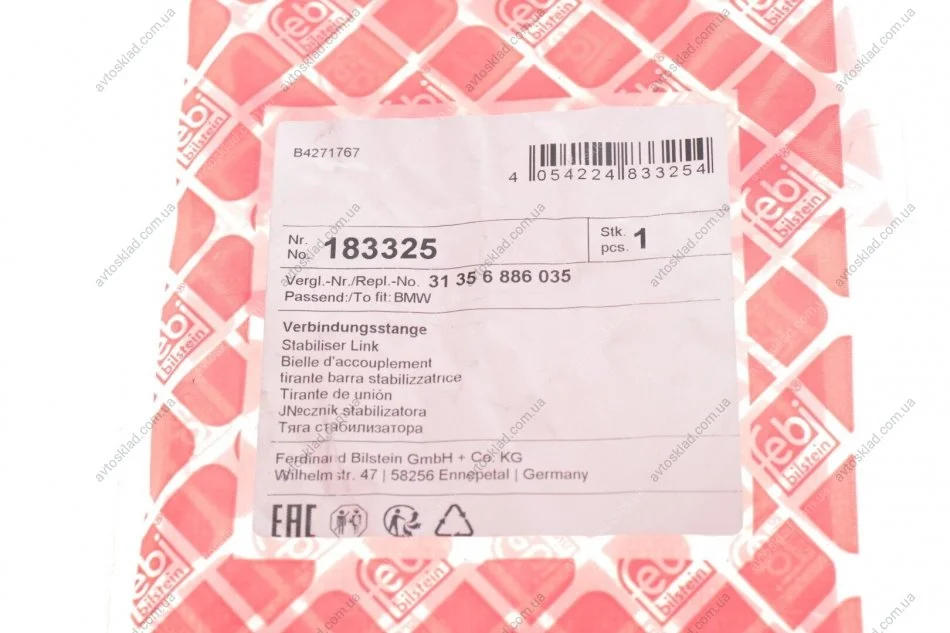 B4271767
4 054224 833254
Nr.
No. 183325
Stk.
pcs. 1
Vergl.-Nr./Repl.-No. 31 35 6 886 035
Passend:/To fit: BMW
Verbindungsstange
Stabiliser Link
Bielle d'accouplement
tirante barra stabilizzatrice
Tirante de unión
JNºcznik stabilizatora
Тяга стабилизатора
Ferdinand Bilstein GmbH + Co. KG
Wilhelmstr. 47 | 58256 Ennepetal | Germany
EAC
febi
bilstein
avtosklad.com.ua